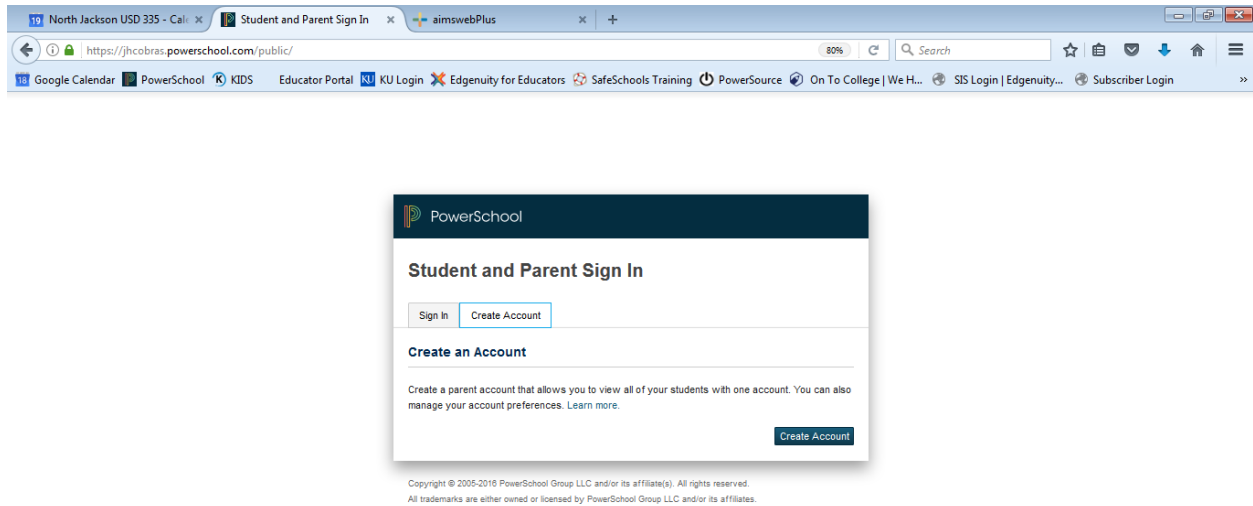 19 North Jackson USD 335 - Cale × Student and Parent Sign In × aimswebPlus × +
https://jhcobras.powerschool.com/public/ 80% Search
18 Google Calendar PowerSchool K KIDS Educator Portal KU KU Login Edgenuity for Educators SafeSchools Training PowerSource On To College | We H... SIS Login | Edgenuity... Subscriber Login »
PowerSchool
Student and Parent Sign In
Sign In Create Account
Create an Account
Create a parent account that allows you to view all of your students with one account. You can also
manage your account preferences. Learn more.
Create Account
Copyright © 2005-2016 PowerSchool Group LLC and/or its affiliate(s). All rights reserved.
All trademarks are either owned or licensed by PowerSchool Group LLC and/or its affiliates.